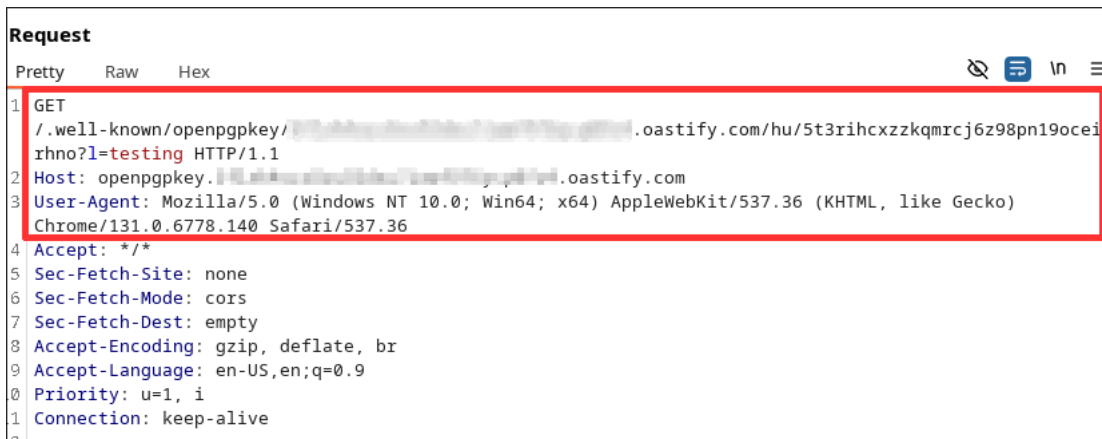 Request
Pretty Raw Hex \n
1 GET
/.well-known/openpgpkey/ .oastify.com/hu/5t3rihcxzzkqmrcj6z98pn19ocei
rhno?l=testing HTTP/1.1
2 Host: openpgpkey. .oastify.com
3 User-Agent: Mozilla/5.0 (Windows NT 10.0; Win64; x64) AppleWebKit/537.36 (KHTML, like Gecko)
Chrome/131.0.6778.140 Safari/537.36
4 Accept: */*
5 Sec-Fetch-Site: none
6 Sec-Fetch-Mode: cors
7 Sec-Fetch-Dest: empty
8 Accept-Encoding: gzip, deflate, br
9 Accept-Language: en-US,en;q=0.9
0 Priority: u=1, i
1 Connection: keep-alive